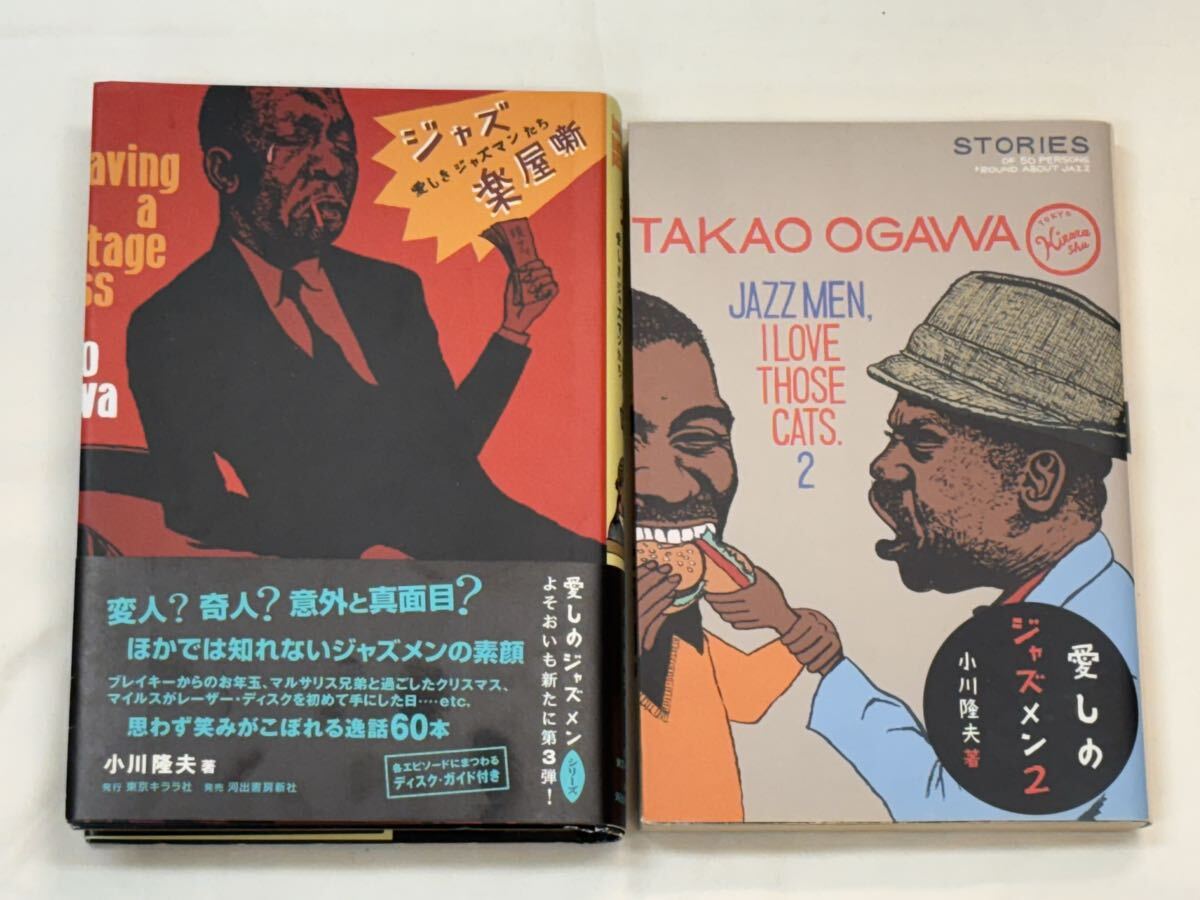 aving
a
tage
ss
o
wa
ジャズ
愛しきジャズマンたち
楽屋噺
変人?奇人?意外と真面目?
ほかでは知れないジャズメンの素顔
ブレイキーからのお年玉、マルサリス兄弟と過ごしたクリスマス、
マイルスがレーザー・ディスクを初めて手にした日‥‥etc.
思わず笑みがこぼれる逸話60本
小川隆夫 著
発行 東京キララ社 発売 河出書房新社
各エピソードにまつわる
ディスク・ガイド付き
愛しのジャズメンシリーズ
よそおいも新たに第3弾!
STORIES
OF 50 PERSONS
'ROUND ABOUT JAZZ
TAKAO OGAWA
TOKYO
Kirara
sha
JAZZ MEN,
I LOVE
THOSE
CATS.
2
愛しの
ジャズメン2
小川隆夫 著